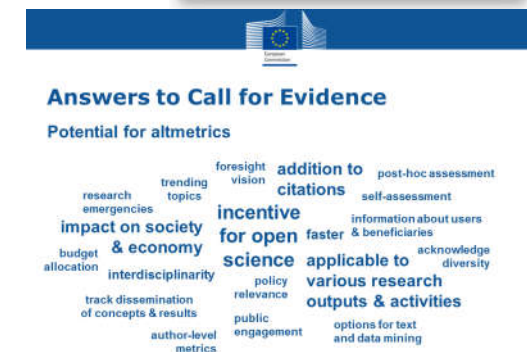 European
Commission
Answers to Call for Evidence
Potential for altmetrics
foresight
vision
addition to
citations
post-hoc assessment
trending
topics
self-assessment
research
emergencies
incentive
for open
science
information about users
& beneficiaries
impact on society
& economy
faster
acknowledge
diversity
budget
allocation
interdisciplinarity
applicable to
various research
outputs & activities
policy
relevance
track dissemination
of concepts & results
public
engagement
options for text
and data mining
author-level
metrics